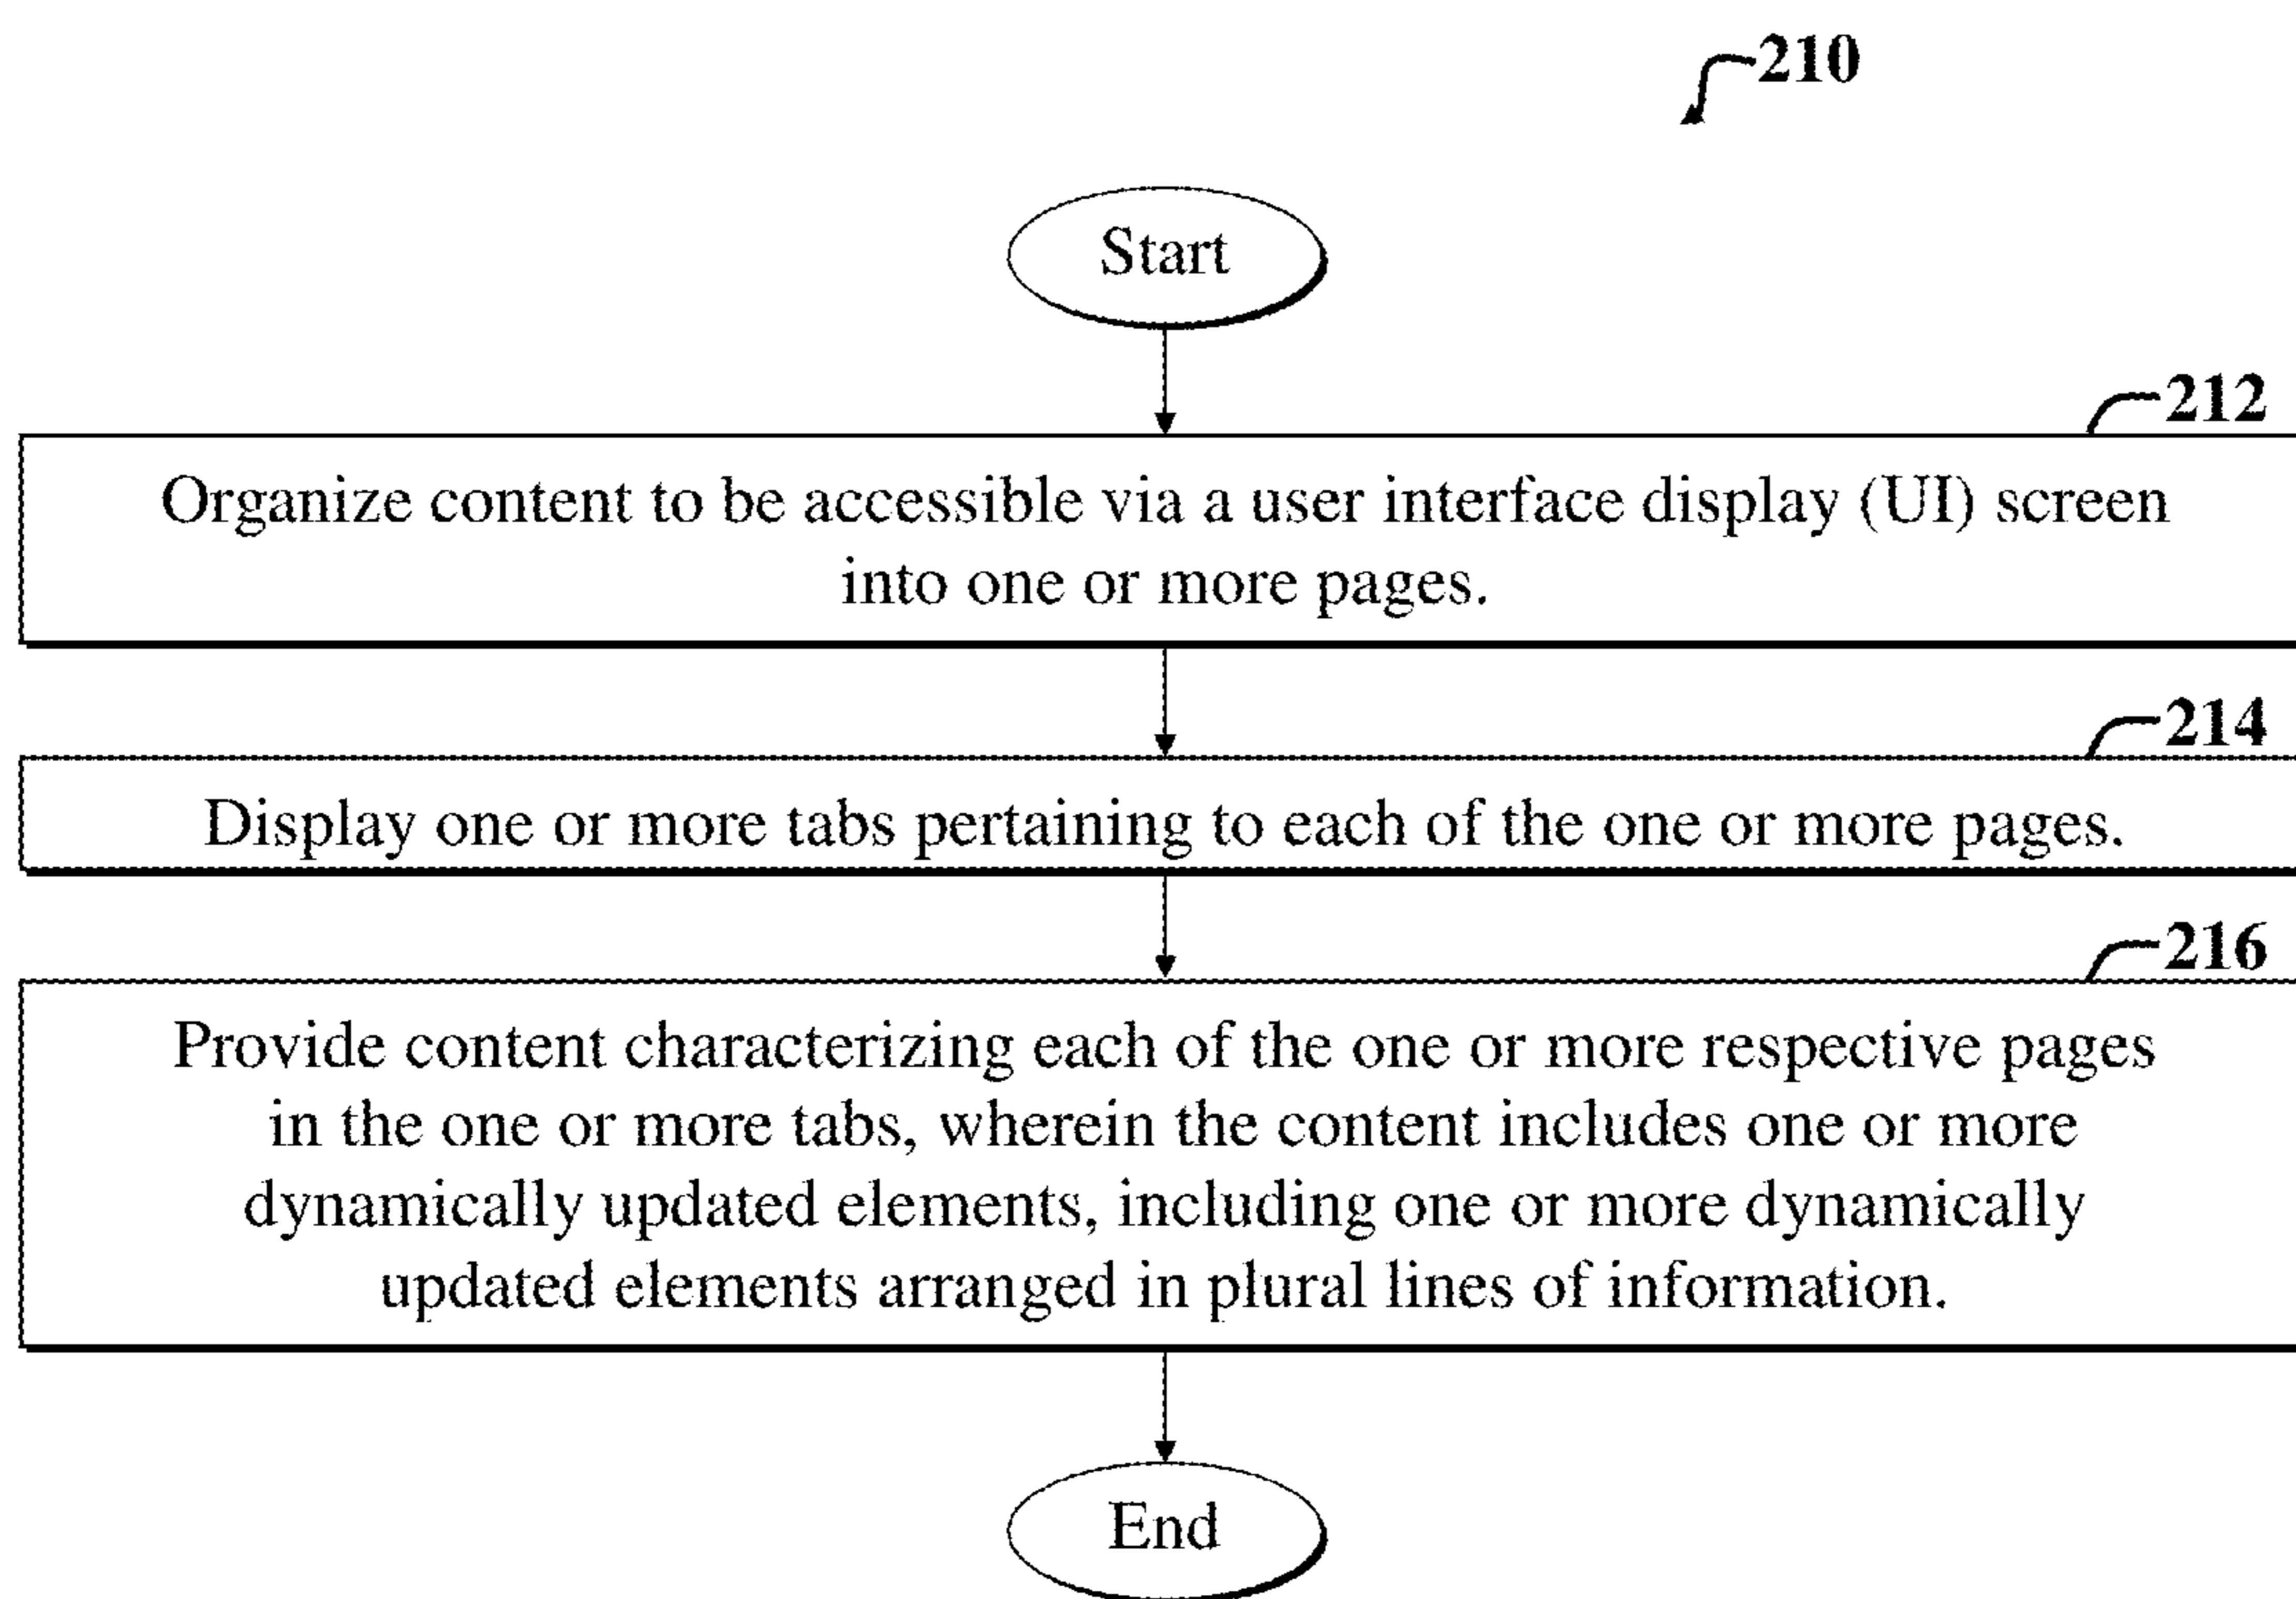 210
Start
212
Organize content to be accessible via a user interface display (UI) screen
into one or more pages.
214
Display one or more tabs pertaining to each of the one or more pages.
216
Provide content characterizing each of the one or more respective pages
in the one or more tabs, wherein the content includes one or more
dynamically updated elements, including one or more dynamically
updated elements arranged in plural lines of information.
End